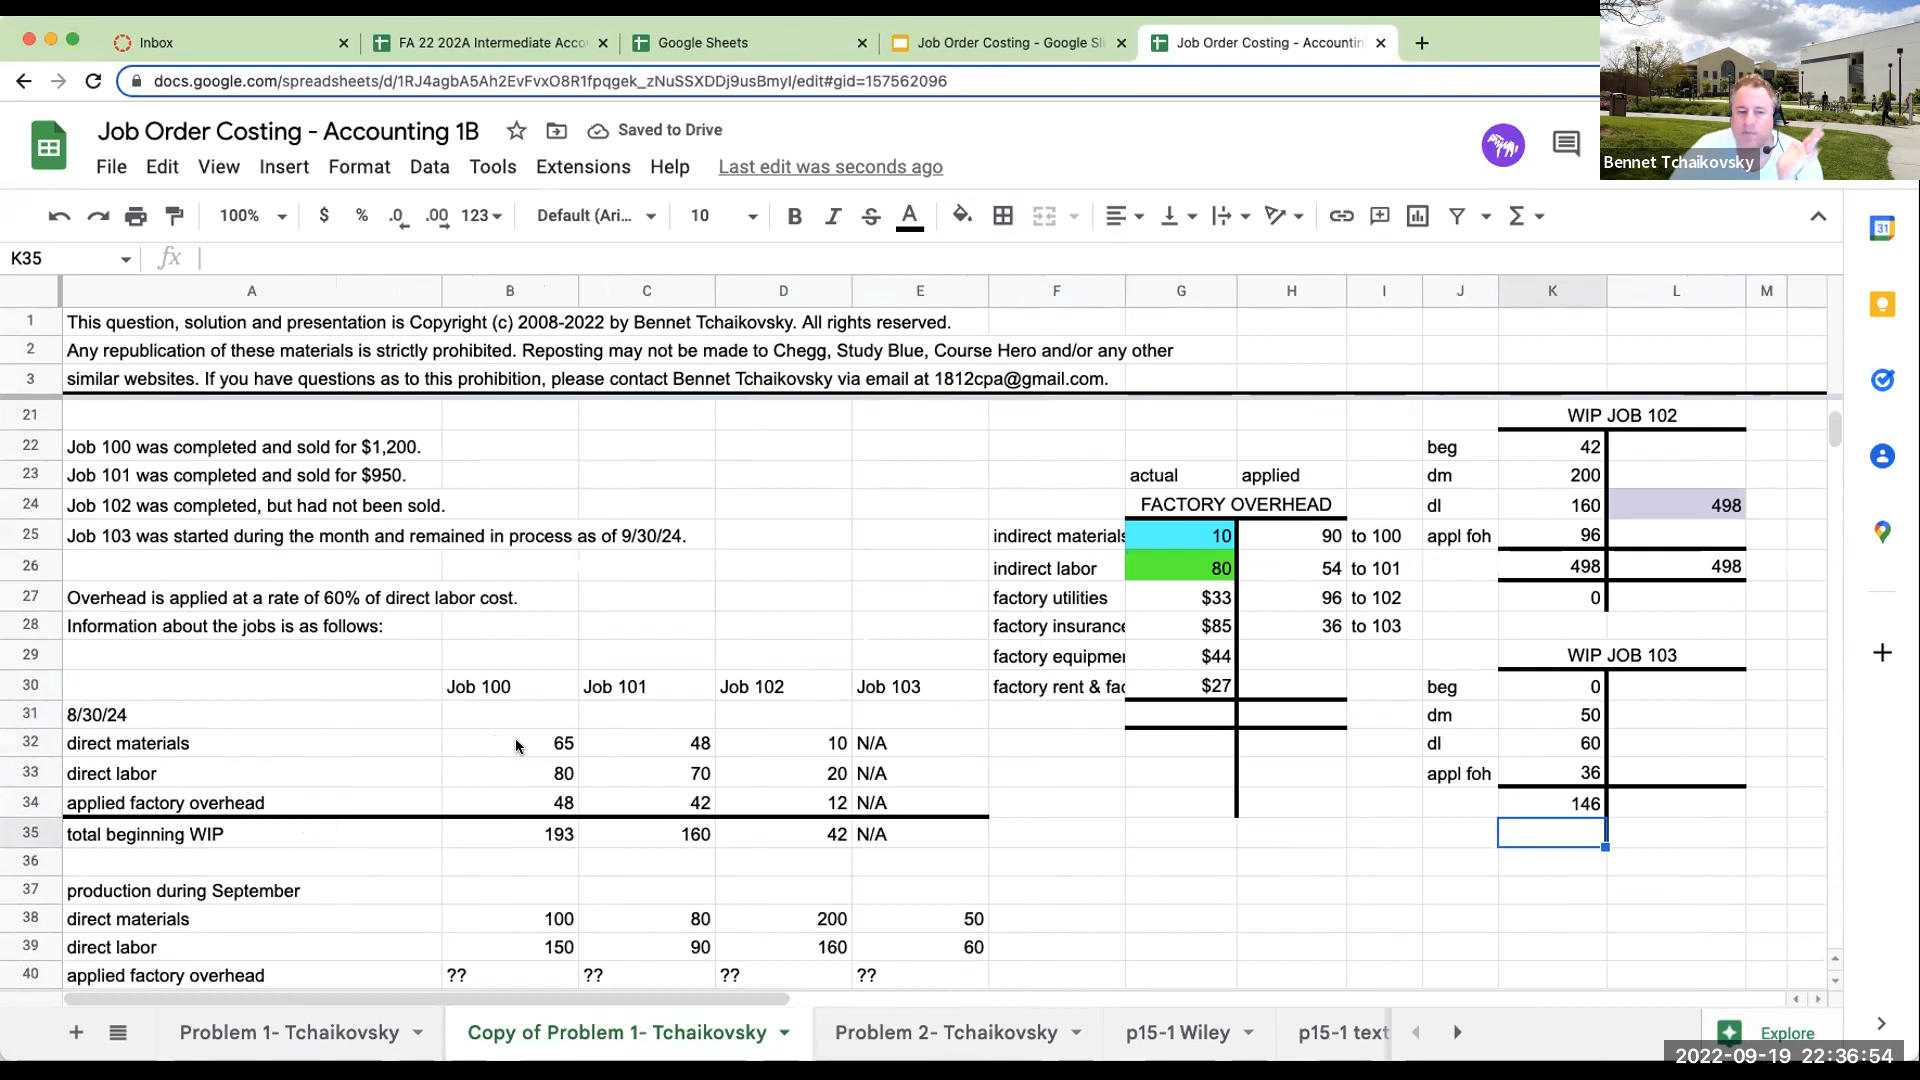 Inbox
FA 22 202A Intermediate Acco
Google Sheets
Job Order Costing - Google Sl
Job Order Costing - Accountin
docs.google.com/spreadsheets/d/1RJ4agbA5Ah2EvFvxO8R1fpqgek_zNuSSXDDj9usBmyI/edit#gid=157562096
Job Order Costing - Accounting 1B
Saved to Drive
Bennet Tchaikovsky
File Edit View Insert Format Data Tools Extensions Help Last edit was seconds ago
100% $ % .0 .00 123 Default (Ari... 10 B I S A
31
K35 fx
A B C D E F G H I J K L M
1 This question, solution and presentation is Copyright (c) 2008-2022 by Bennet Tchaikovsky. All rights reserved.
2 Any republication of these materials is strictly prohibited. Reposting may not be made to Chegg, Study Blue, Course Hero and/or any other
3 similar websites. If you have questions as to this prohibition, please contact Bennet Tchaikovsky via email at 1812cpa@gmail.com.
21 WIP JOB 102
22 Job 100 was completed and sold for $1,200. beg 42
23 Job 101 was completed and sold for $950. actual applied dm 200
24 Job 102 was completed, but had not been sold. FACTORY OVERHEAD dl 160 498
25 Job 103 was started during the month and remained in process as of 9/30/24. indirect materials 10 90 to 100 appl foh 96
26 indirect labor 80 54 to 101 498 498
27 Overhead is applied at a rate of 60% of direct labor cost. factory utilities $33 96 to 102 0
28 Information about the jobs is as follows: factory insurance $85 36 to 103
29 factory equipmer $44 WIP JOB 103
30 Job 100 Job 101 Job 102 Job 103 factory rent & fac $27 beg 0
31 8/30/24 dm 50
32 direct materials 65 48 10 N/A dl 60
33 direct labor 80 70 20 N/A appl foh 36
34 applied factory overhead 48 42 12 N/A 146
35 total beginning WIP 193 160 42 N/A
36
37 production during September
38 direct materials 100 80 200 50
39 direct labor 150 90 160 60
40 applied factory overhead ?? ?? ?? ??
Problem 1- Tchaikovsky Copy of Problem 1- Tchaikovsky Problem 2- Tchaikovsky p15-1 Wiley p15-1 text Explore
2022-09-19 22:36:54